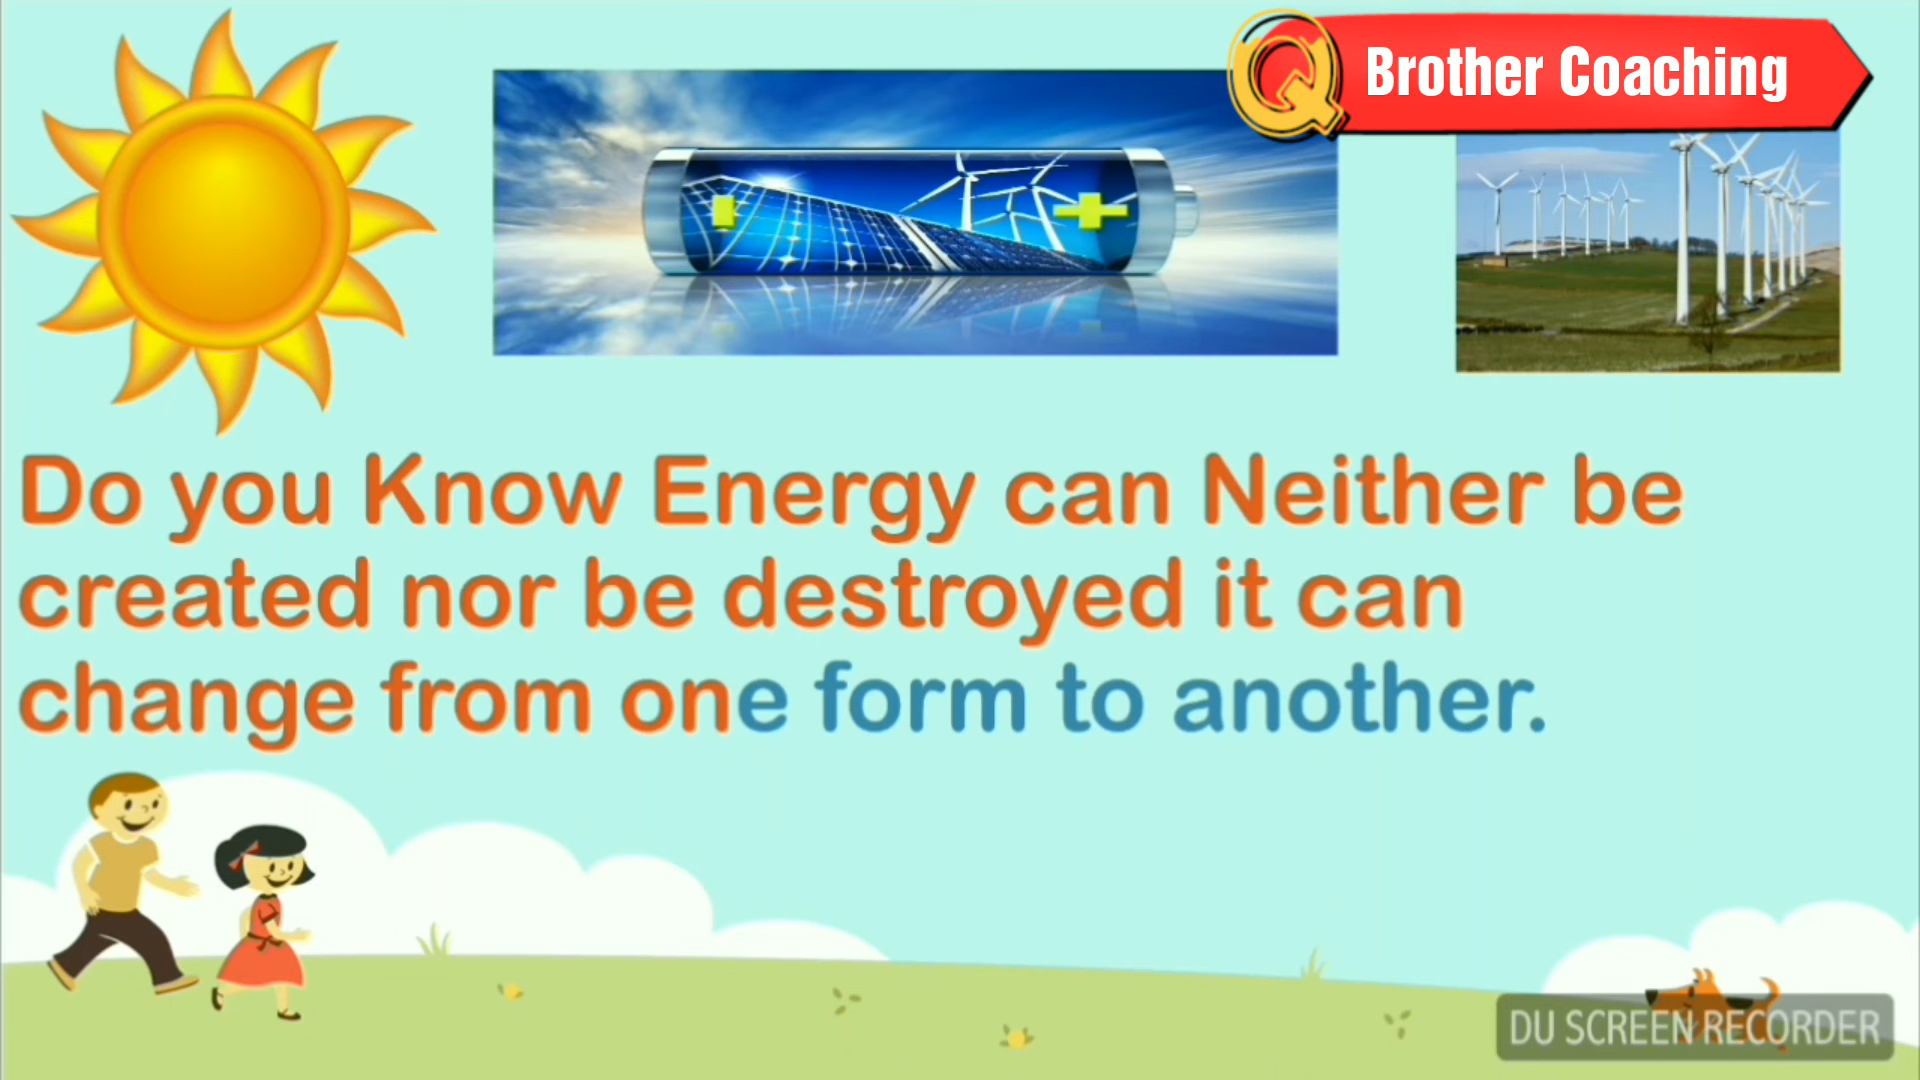 Q Brother Coaching
Do you Know Energy can Neither be
created nor be destroyed it can
change from one form to another.
DU SCREEN RECORDER